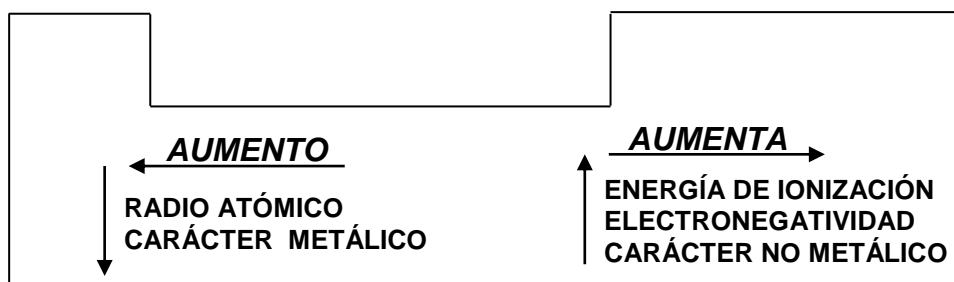 AUMENTO
RADIO ATÓMICO
CARÁCTER METÁLICO
AUMENTA
ENERGÍA DE IONIZACIÓN
ELECTRONEGATIVIDAD
CARÁCTER NO METÁLICO